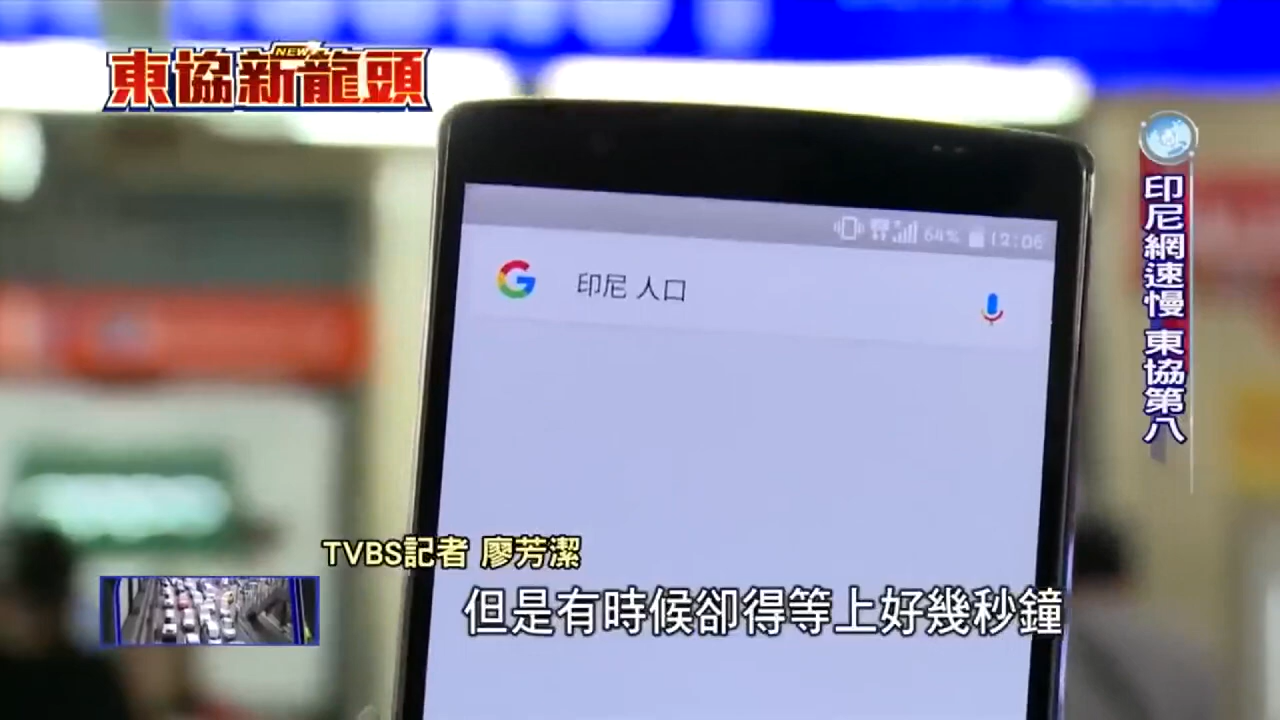 東協新龍頭
NEW
64% 12:06
印尼 人口
印尼網速慢 東協第八
TVBS記者 廖芳潔
但是有時候卻得等上好幾秒鐘